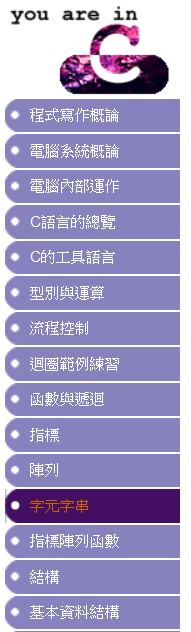 you are in
C
程式寫作概論
電腦系統概論
電腦內部運作
C語言的總覽
C的工具語言
型別與運算
流程控制
迴圈範例練習
函數與遞迴
指標
陣列
字元字串
指標陣列函數
結構
基本資料結構